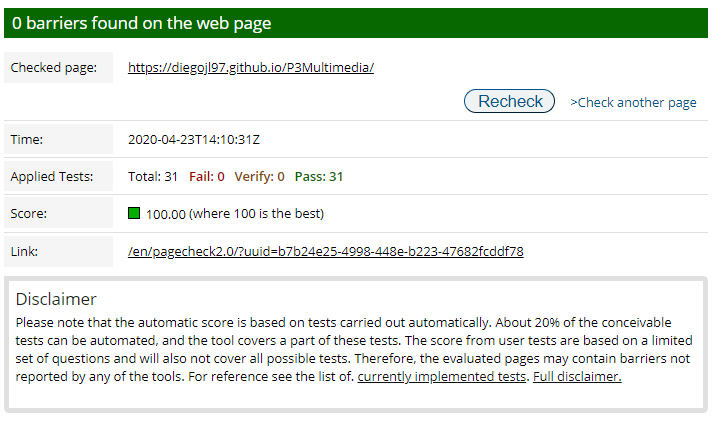 0 barriers found on the web page
Checked page: https://diegojl97.github.io/P3Multimedia/
Recheck >Check another page
Time: 2020-04-23T14:10:31Z
Applied Tests: Total: 31 Fail: 0 Verify: 0 Pass: 31
Score: 100.00 (where 100 is the best)
Link: /en/pagecheck2.0/?uuid=b7b24e25-4998-448e-b223-47682fcddf78
Disclaimer
Please note that the automatic score is based on tests carried out automatically. About 20% of the conceivable
tests can be automated, and the tool covers a part of these tests. The score from user tests are based on a limited
set of questions and will also not cover all possible tests. Therefore, the evaluated pages may contain barriers not
reported by any of the tools. For reference see the list of. currently implemented tests. Full disclaimer.